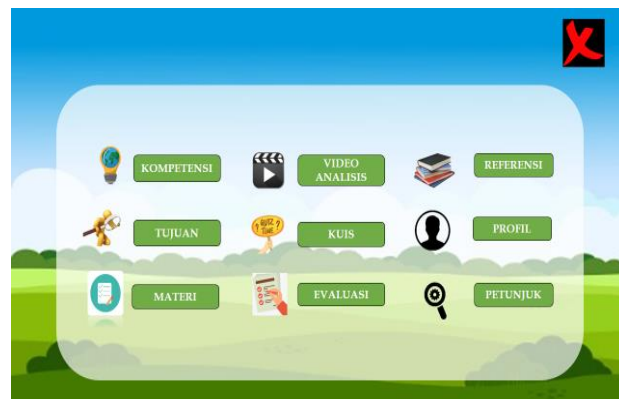 KOMPETENSI
VIDEO
ANALISIS
REFERENSI
TUJUAN
KUIS
PROFIL
MATERI
EVALUASI
PETUNJUK